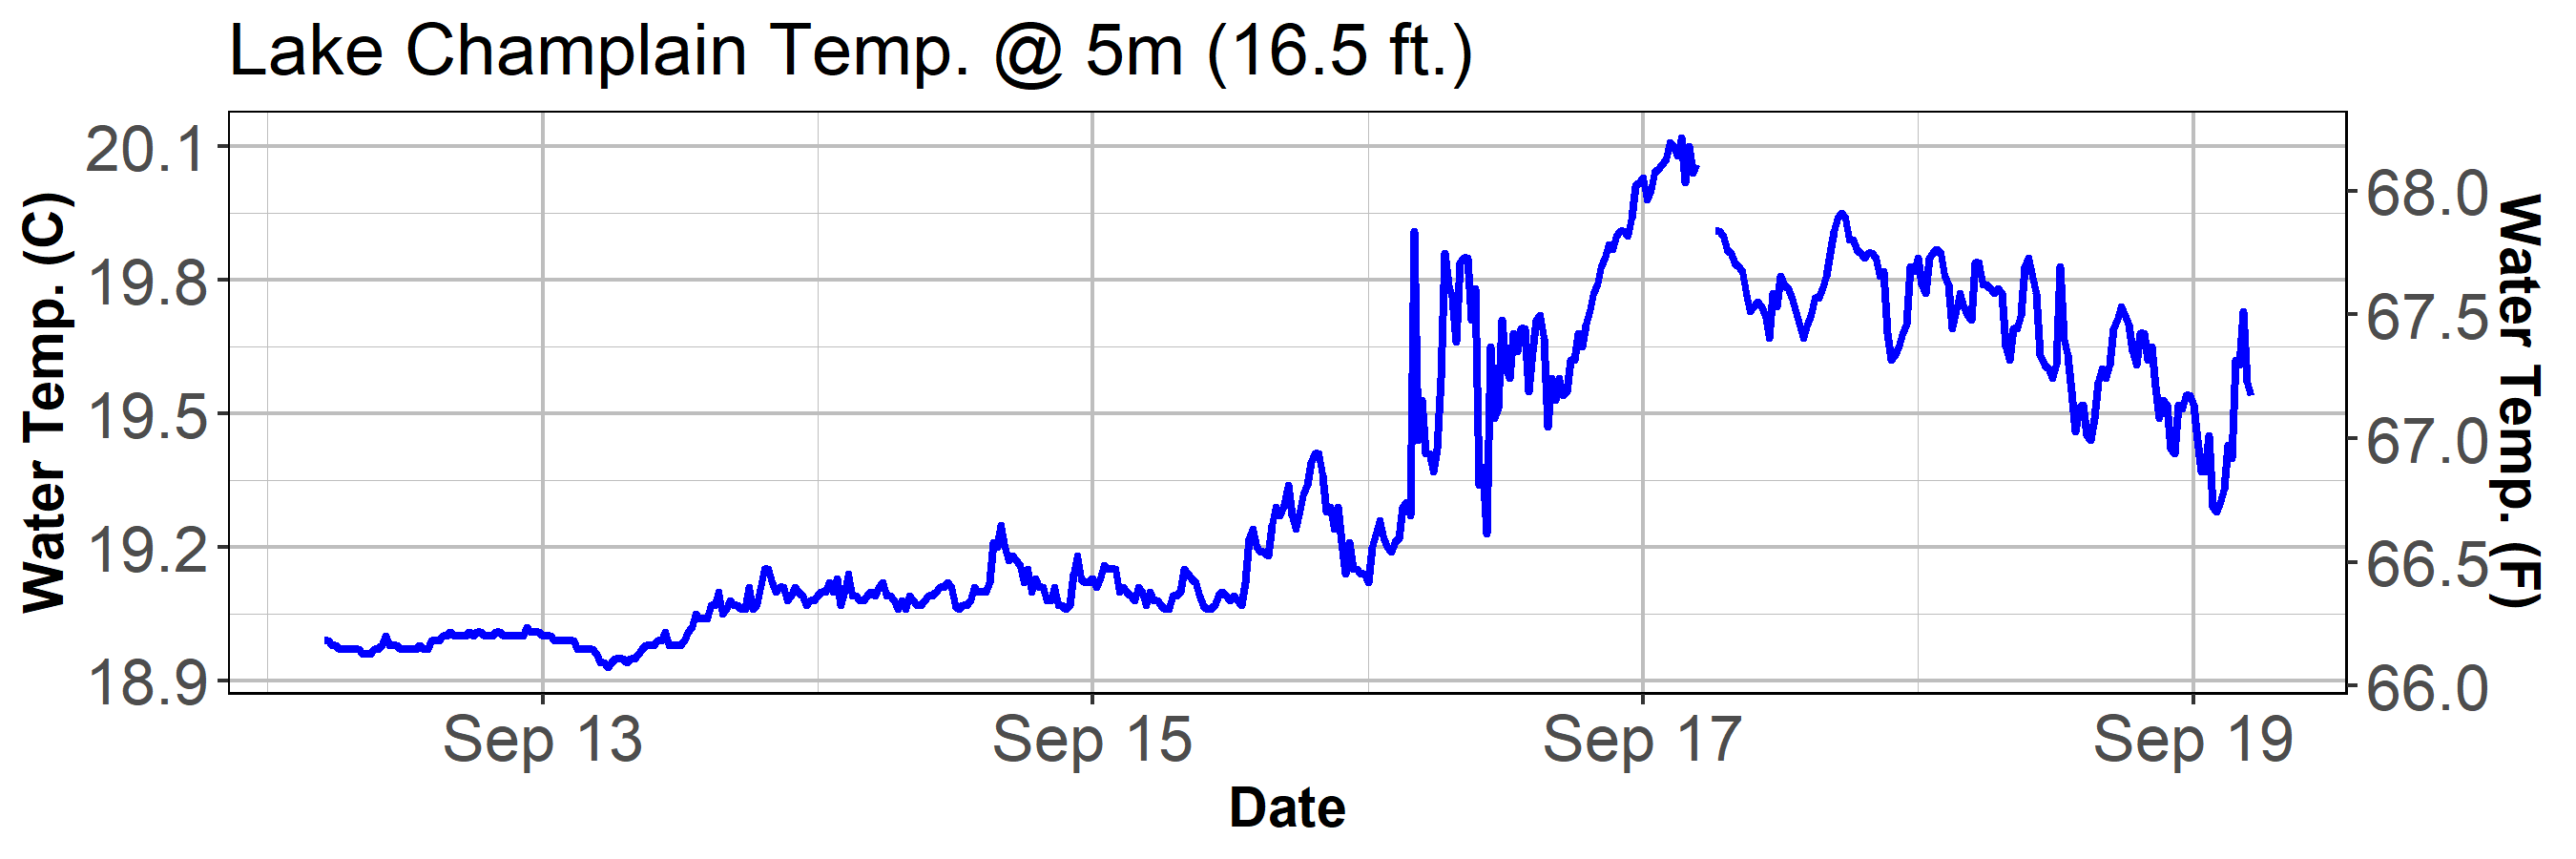 Lake Champlain Temp. @ 5m (16.5 ft.)
Water Temp. (C)
20.1
19.8
19.5
19.2
18.9
68.0
67.5
67.0
66.5
66.0
Water Temp. (F)
Sep 13 Sep 15 Sep 17 Sep 19
Date